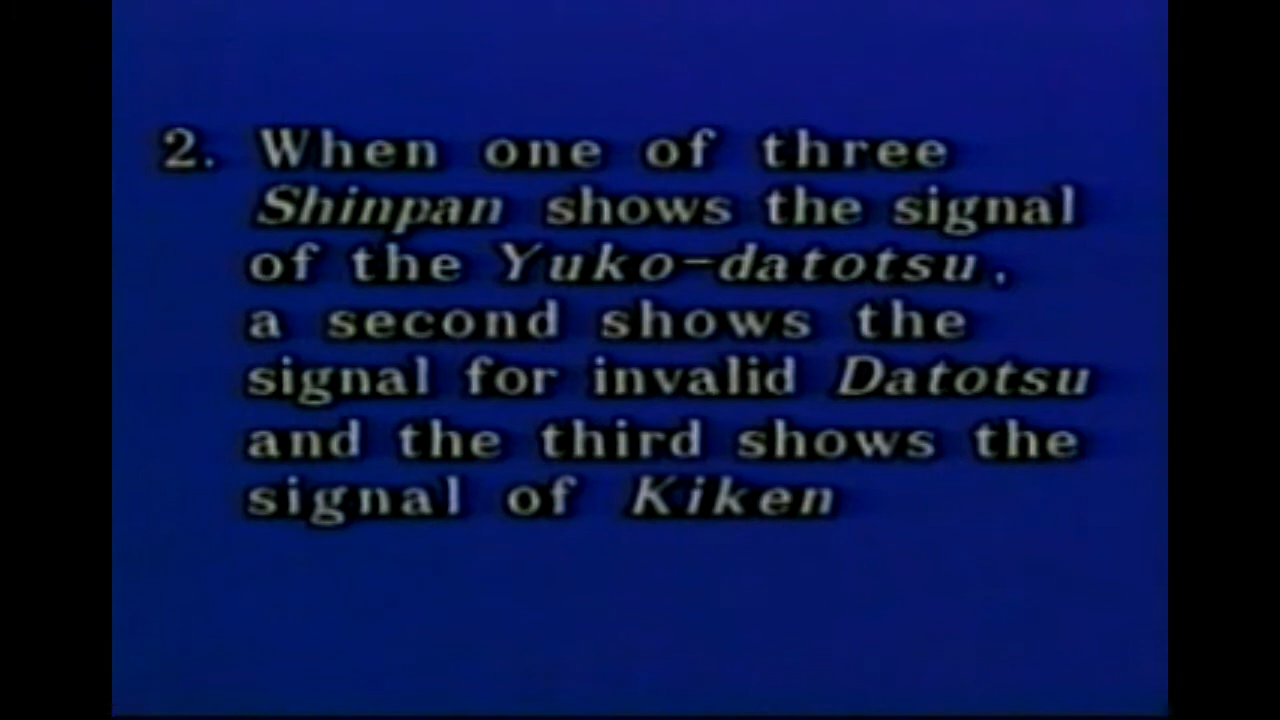 2. When one of three
Shinpan shows the signal
of the Yuko-datotsu,
a second shows the
signal for invalid Datotsu
and the third shows the
signal of Kiken